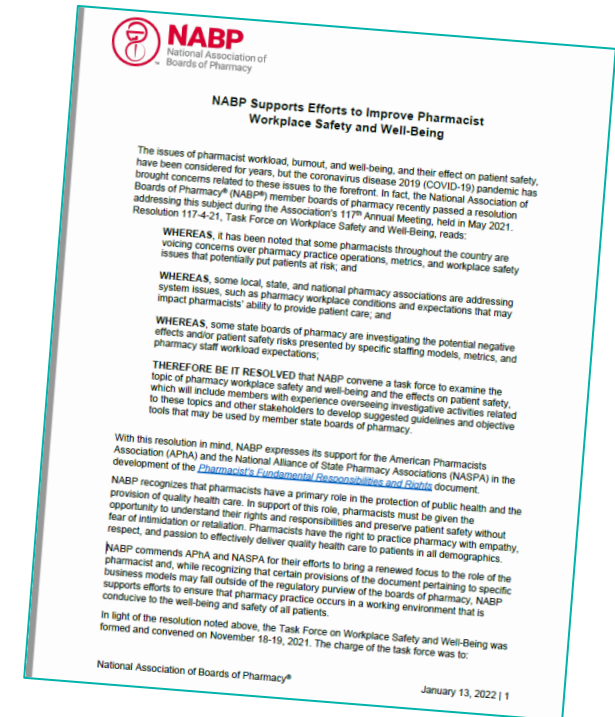 NABP
National Association of
Boards of Pharmacy
NABP Supports Efforts to Improve Pharmacist
Workplace Safety and Well-Being
The issues of pharmacist workload, burnout, and well-being, and their effect on patient safety,
have been considered for years, but the coronavirus disease 2019 (COVID-19) pandemic has
brought concerns related to these issues to the forefront. In fact, the National Association of
Boards of Pharmacy® (NABP®) member boards of pharmacy recently passed a resolution
addressing this subject during the Association's 117th Annual Meeting, held in May 2021.
Resolution 117-4-21, Task Force on Workplace Safety and Well-Being, reads:
WHEREAS, it has been noted that some pharmacists throughout the country are
voicing concerns over pharmacy practice operations, metrics, and workplace safety
issues that potentially put patients at risk; and
WHEREAS, some local, state, and national pharmacy associations are addressing
system issues, such as pharmacy workplace conditions and expectations that may
impact pharmacists' ability to provide patient care; and
WHEREAS, some state boards of pharmacy are investigating the potential negative
effects and/or patient safety risks presented by specific staffing models, metrics, and
pharmacy staff workload expectations;
THEREFORE BE IT RESOLVED that NABP convene a task force to examine the
topic of pharmacy workplace safety and well-being and the effects on patient safety,
which will include members with experience overseeing investigative activities related
to these topics and other stakeholders to develop suggested guidelines and objective
tools that may be used by member state boards of pharmacy.
With this resolution in mind, NABP expresses its support for the American Pharmacists
Association (APhA) and the National Alliance of State Pharmacy Associations (NASPA) in the
development of the Pharmacist's Fundamental Responsibilities and Rights document.
NABP recognizes that pharmacists have a primary role in the protection of public health and the
provision of quality health care. In support of this role, pharmacists must be given the
opportunity to understand their rights and responsibilities and preserve patient safety without
fear of intimidation or retaliation. Pharmacists have the right to practice pharmacy with empathy,
respect, and passion to effectively deliver quality health care to patients in all demographics.
NABP commends APhA and NASPA for their efforts to bring a renewed focus to the role of the
pharmacist and, while recognizing that certain provisions of the document pertaining to specific
business models may fall outside of the regulatory purview of the boards of pharmacy, NABP
supports efforts to ensure that pharmacy practice occurs in a working environment that is
conducive to the well-being and safety of all patients.
In light of the resolution noted above, the Task Force on Workplace Safety and Well-Being was
formed and convened on November 18-19, 2021. The charge of the task force was to:
National Association of Boards of Pharmacy®
January 13, 2022 | 1